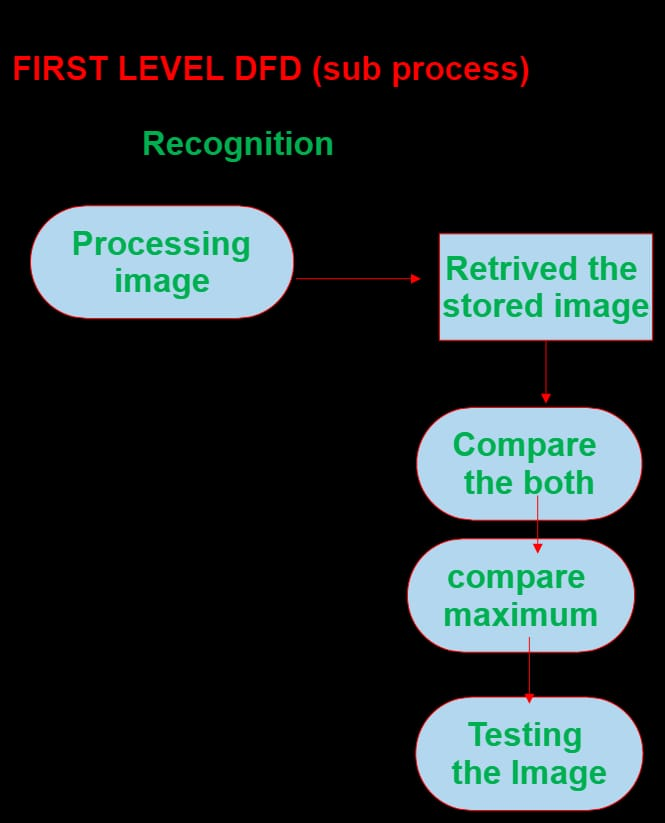 FIRST LEVEL DFD (sub process)
Recognition
Processing
image
Retrived the
stored image
Compare
the both
compare
maximum
Testing
the Image